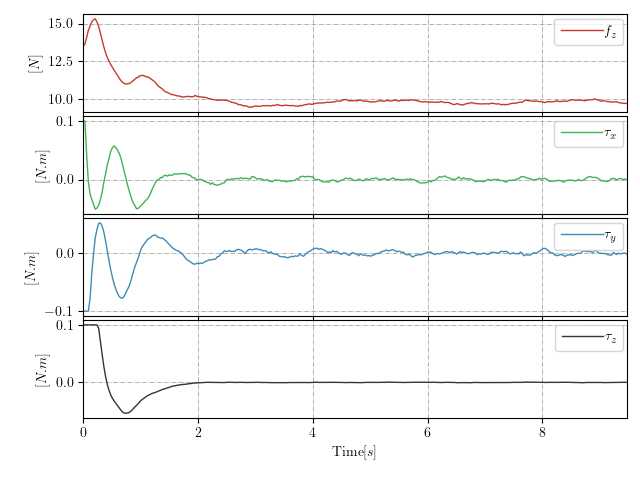 15.0
12.5
10.0
[N]
f_z
0.1
0.0
[N.m]
τ_x
0.0
−0.1
[N.m]
τ_y
0.1
0.0
[N.m]
τ_z
0 2 4 6 8
Time[s]